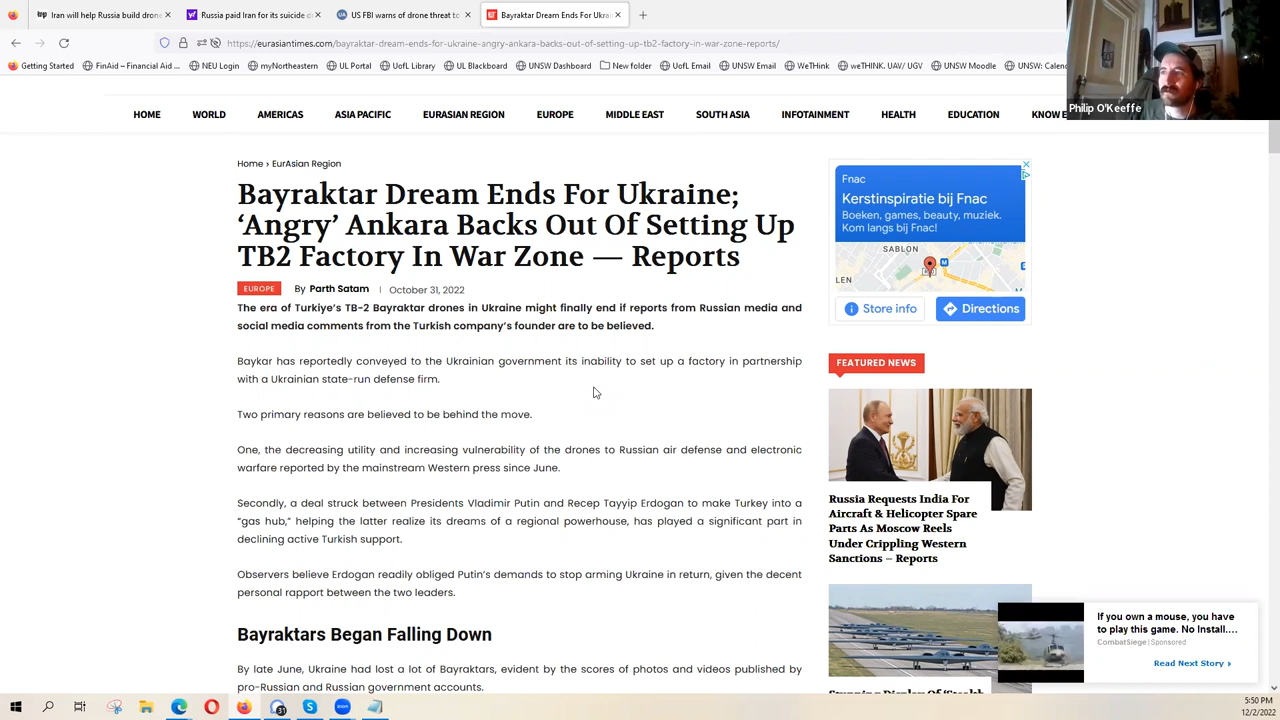 Iran will help Russia build drone
Russia paid Iran for its suicide d
US FBI warns of drone threat to
Bayraktar Dream Ends For Ukra
https://eurasiantimes.com/bayraktar-dream-ends-for-ukraine-angry-ankara-backs-out-of-setting-up-tb2-factory-in-war-zone-reports/
Getting Started
FinAid – Financial Aid ...
NEU Login
myNortheastern
UL Portal
UofL Library
UL Blackboard
UNSW Dashboard
New folder
UofL Email
UNSW Email
WeTHink
weTHINK. UAV/ UGV
UNSW Moodle
UNSW: Calen
Philip O'Keeffe
HOME WORLD AMERICAS ASIA PACIFIC EURASIAN REGION EUROPE MIDDLE EAST SOUTH ASIA INFOTAINMENT HEALTH EDUCATION KNOW E
Home › EurAsian Region
Bayraktar Dream Ends For Ukraine;
‘Angry’ Ankara Backs Out Of Setting Up
TB2 Factory In War Zone — Reports
EUROPE By Parth Satam | October 31, 2022
The era of Turkiye’s TB-2 Bayraktar drones in Ukraine might finally end if reports from Russian media and
social media comments from the Turkish company’s founder are to be believed.
Baykar has reportedly conveyed to the Ukrainian government its inability to set up a factory in partnership
with a Ukrainian state-run defense firm.
Two primary reasons are believed to be behind the move.
One, the decreasing utility and increasing vulnerability of the drones to Russian air defense and electronic
warfare reported by the mainstream Western press since June.
Secondly, a deal struck between Presidents Vladimir Putin and Recep Tayyip Erdogan to make Turkey into a
“gas hub,” helping the latter realize its dreams of a regional powerhouse, has played a significant part in
declining active Turkish support.
Observers believe Erdogan readily obliged Putin’s demands to stop arming Ukraine in return, given the decent
personal rapport between the two leaders.
Bayraktars Began Falling Down
By late June, Ukraine had lost a lot of Bayraktars, evident by the scores of photos and videos published by
pro-Russian and Russian government accounts.
Fnac
Kerstinspiratie bij Fnac
Boeken, games, beauty, muziek.
Kom langs bij Fnac!
SABLON
LEN
Store info
Directions
FEATURED NEWS
Russia Requests India For
Aircraft & Helicopter Spare
Parts As Moscow Reels
Under Crippling Western
Sanctions – Reports
If you own a mouse, you have
to play this game. No Install....
CombatSiege | Sponsored
Read Next Story
31
zoom
5:50 PM
12/2/2022